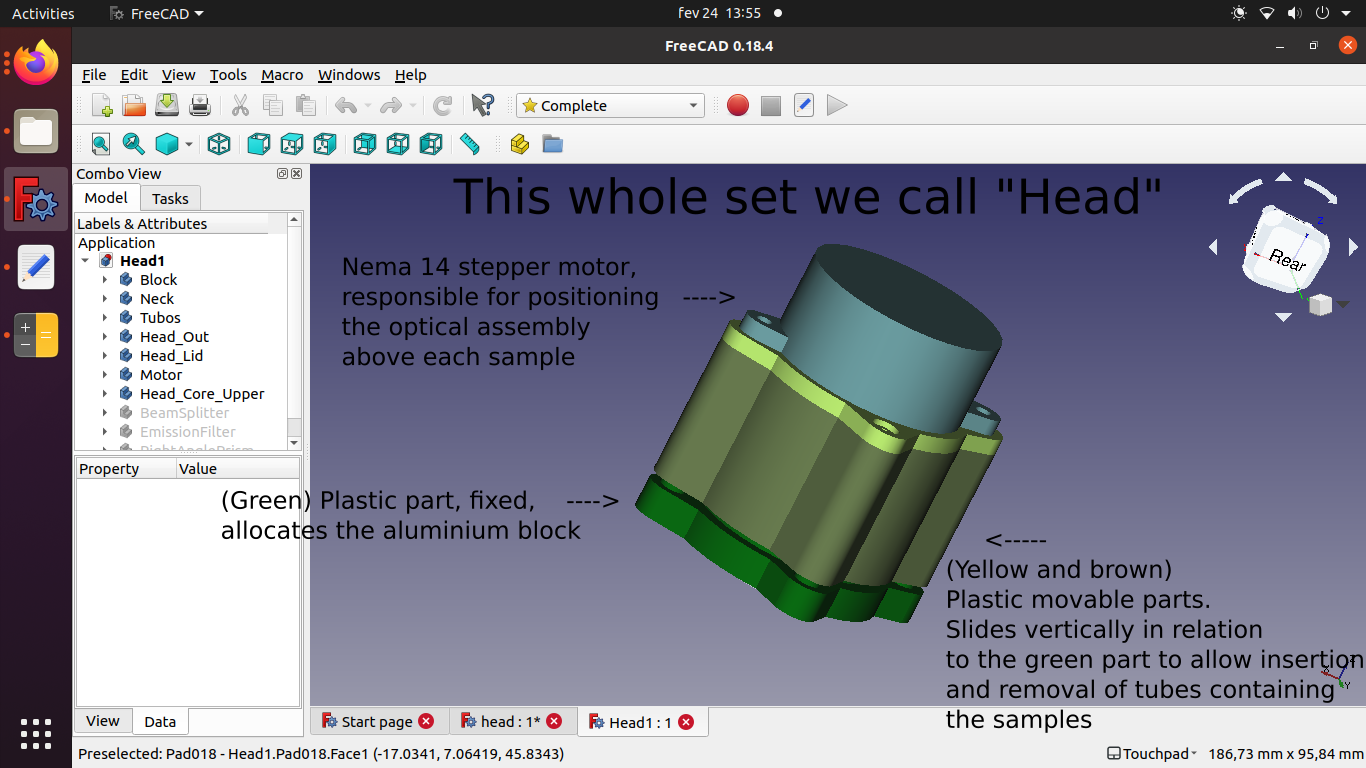 Activities
FreeCAD
fev 24 13:55
FreeCAD 0.18.4
File Edit View Tools Macro Windows Help
Complete
Combo View
Model Tasks
Labels & Attributes
Application
Head1
Block
Neck
Tubos
Head_Out
Head_Lid
Motor
Head_Core_Upper
BeamSplitter
EmissionFilter
RightAnglePrism
Property Value
View Data
This whole set we call "Head"
Nema 14 stepper motor,
responsible for positioning ---->
the optical assembly
above each sample
(Green) Plastic part, fixed, ---->
allocates the aluminium block
<-----
(Yellow and brown)
Plastic movable parts.
Slides vertically in relation
to the green part to allow insertion
and removal of tubes containing
the samples
Rear
Z
Y
Start page head : 1* Head1 : 1
Preselected: Pad018 - Head1.Pad018.Face1 (-17.0341, 7.06419, 45.8343)
Touchpad 186,73 mm x 95,84 mm